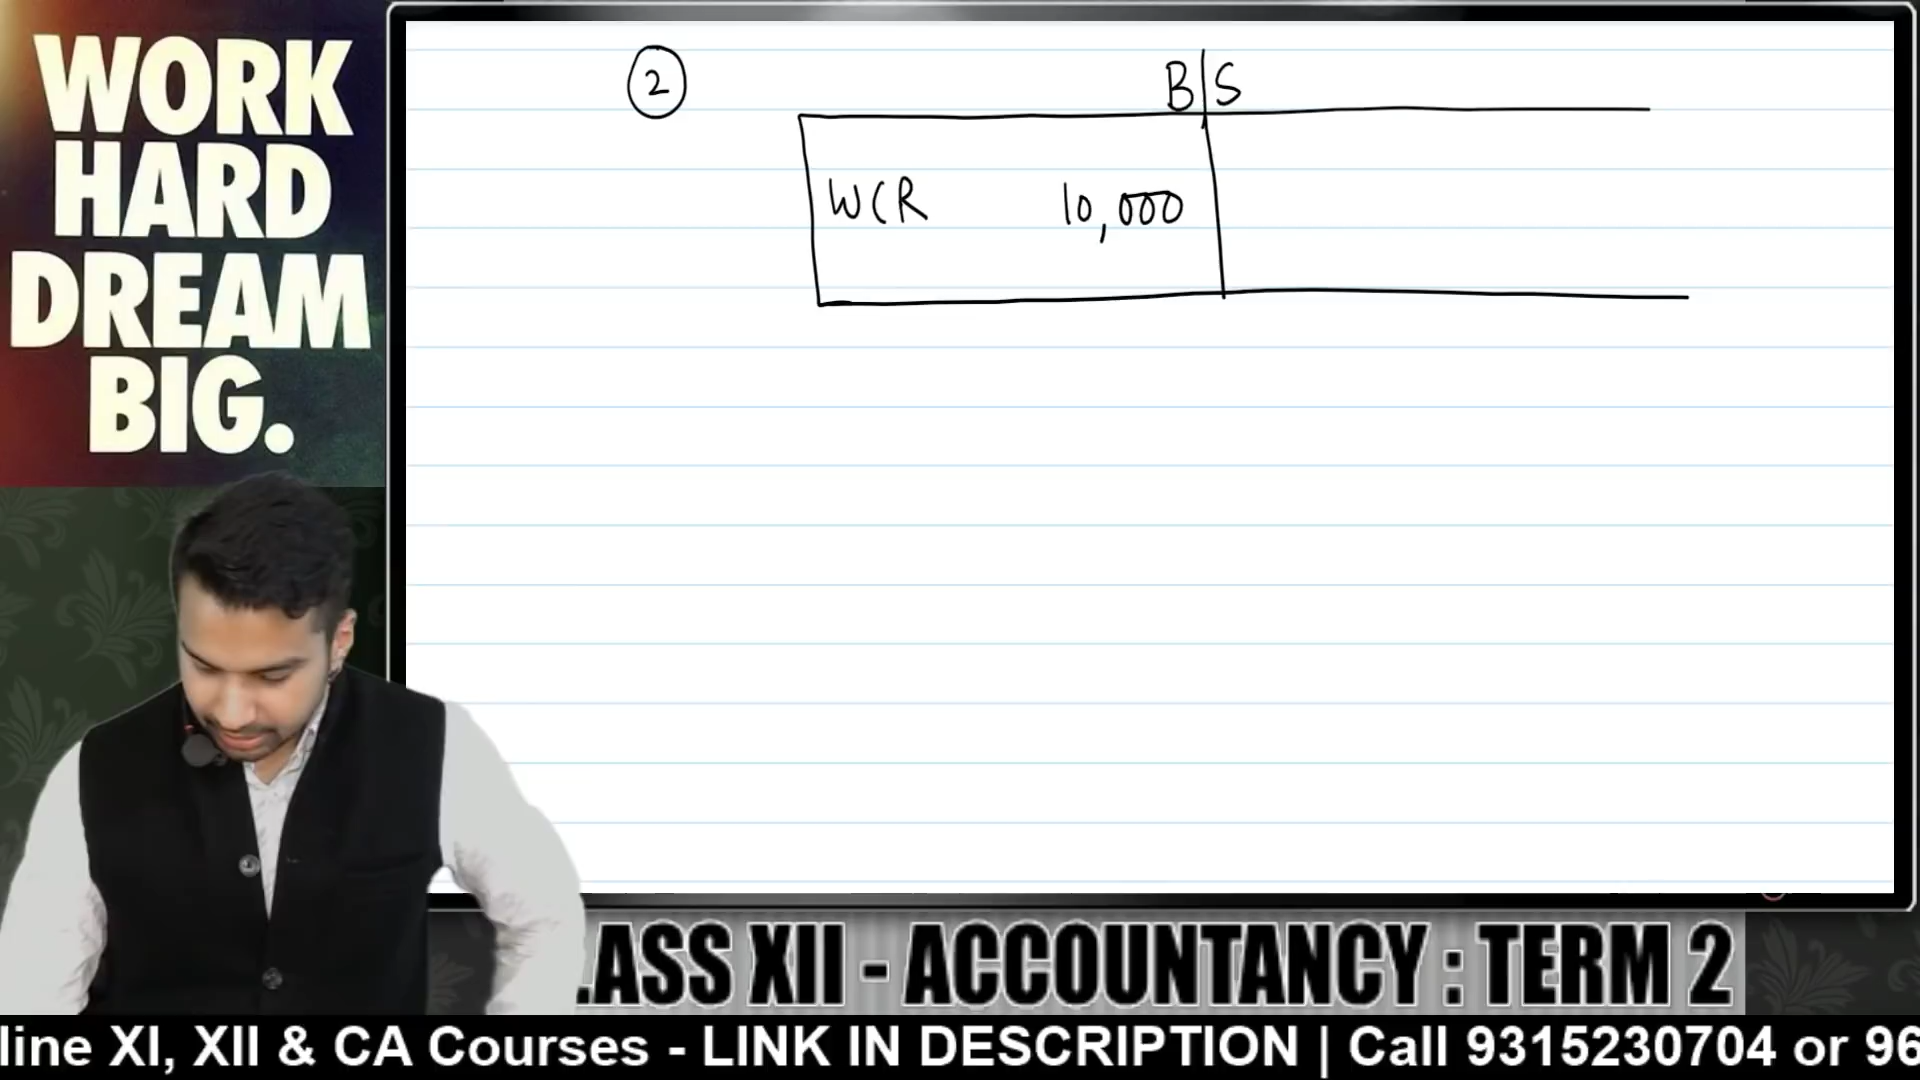 WORK
HARD
DREAM
BIG.
2
B|S
WCR 10,000
.ASS XII - ACCOUNTANCY : TERM 2
line XI, XII & CA Courses - LINK IN DESCRIPTION | Call 9315230704 or 96